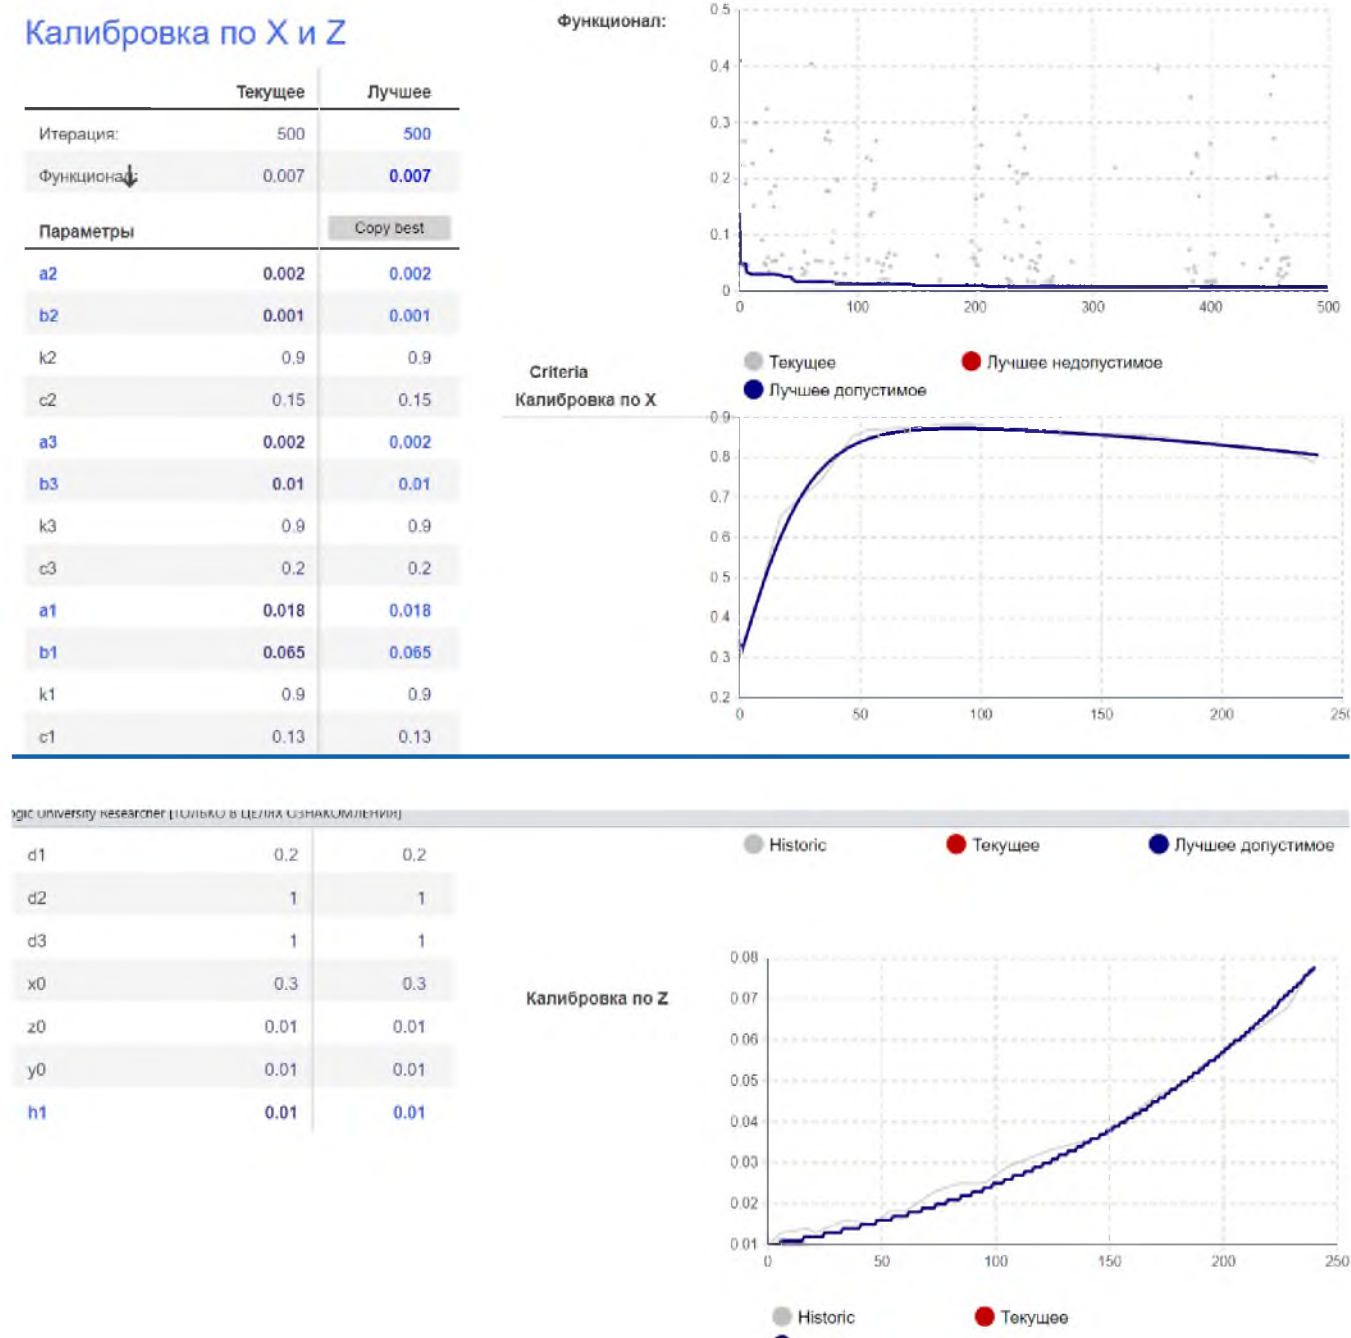 Калибровка по X и Z
Текущее Лучшее
Итерация: 500 500
Функционал: 0.007 0.007
Параметры Copy best
a2 0.002 0.002
b2 0.001 0.001
k2 0.9 0.9
c2 0.15 0.15
a3 0.002 0.002
b3 0.01 0.01
k3 0.9 0.9
c3 0.2 0.2
a1 0.018 0.018
b1 0.065 0.065
k1 0.9 0.9
c1 0.13 0.13
Функционал:
0.5
0.4
0.3
0.2
0.1
0
0 100 200 300 400 500
Текущее Лучшее недопустимое
Лучшее допустимое
Criteria
Калибровка по X
0.9
0.8
0.7
0.6
0.5
0.4
0.3
0.2
0 50 100 150 200 250
ogic University Researcher [ТОЛЬКО В ЦЕЛЯХ ОЗНАКОМЛЕНИЯ]
d1 0.2 0.2
d2 1 1
d3 1 1
x0 0.3 0.3
z0 0.01 0.01
y0 0.01 0.01
h1 0.01 0.01
Historic Текущее Лучшее допустимое
Калибровка по Z
0.08
0.07
0.06
0.05
0.04
0.03
0.02
0.01
0 50 100 150 200 250
Historic Текущее